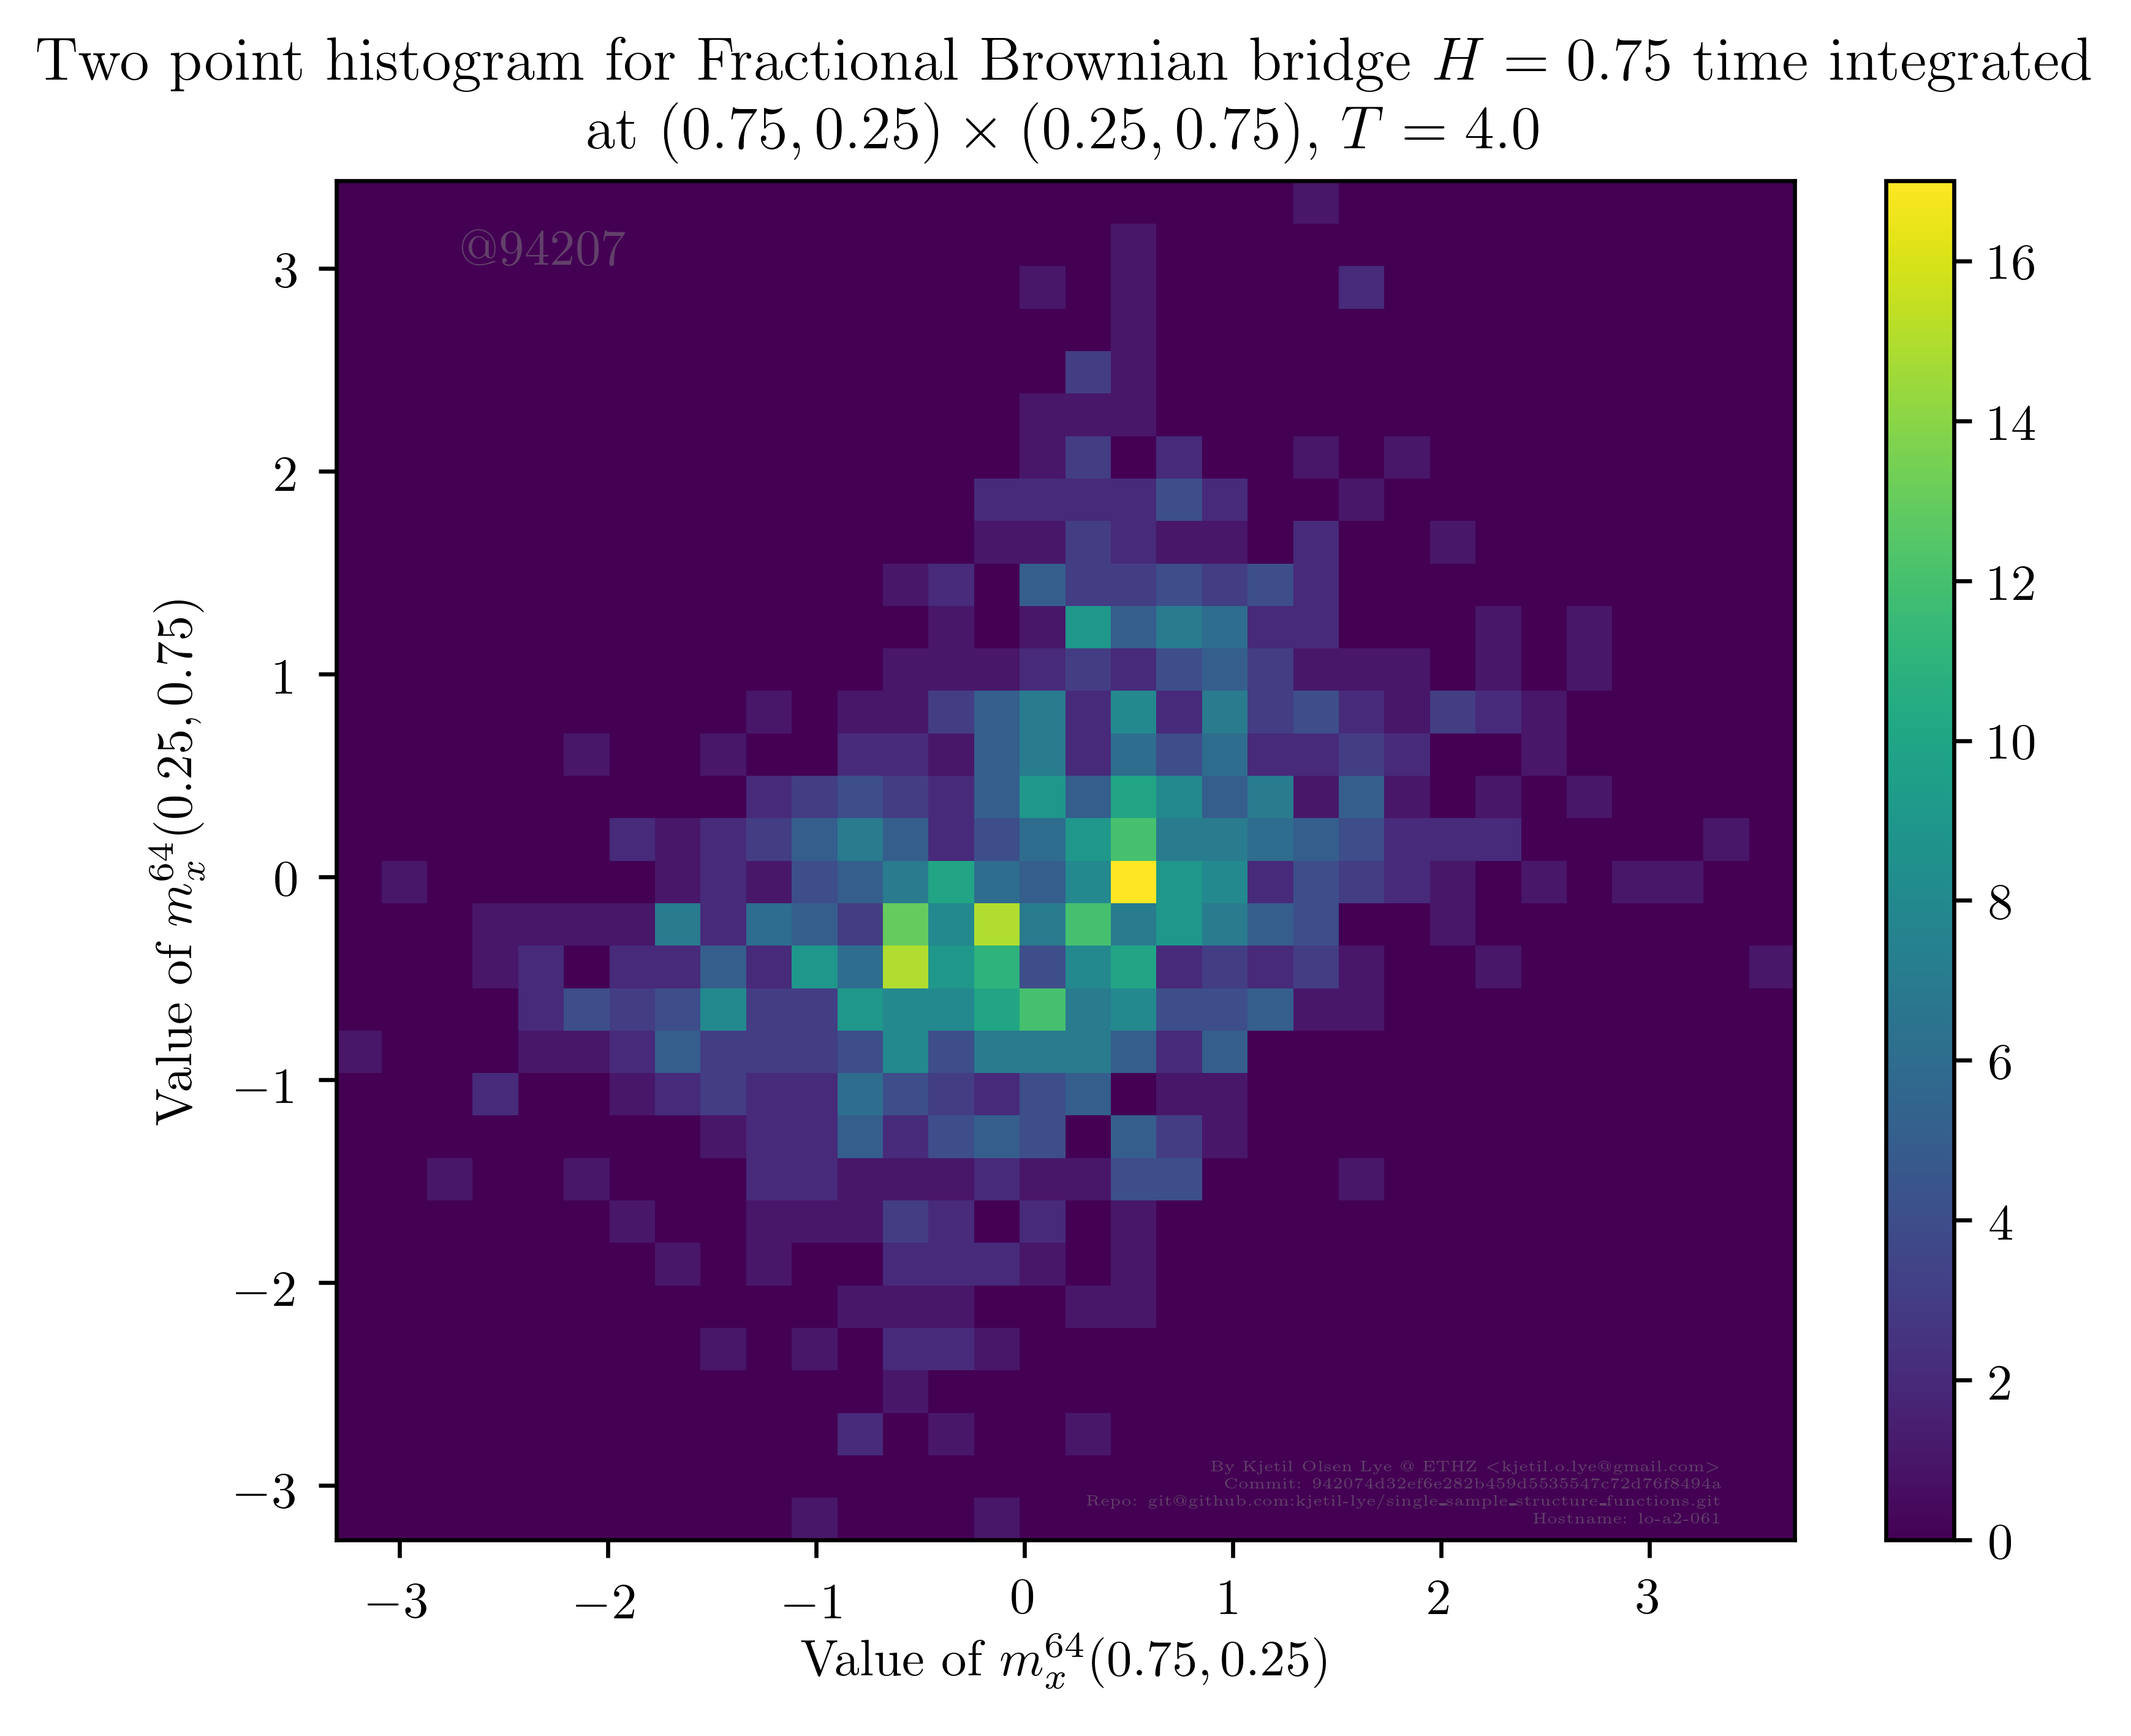 Two point histogram for Fractional Brownian bridge H = 0.75 time integrated
at (0.75, 0.25) × (0.25, 0.75), T = 4.0
@94207
3
2
1
0
−1
−2
−3
Value of m_x^64(0.25, 0.75)
16
14
12
10
8
6
4
2
0
By Kjetil Olsen Lye @ ETHZ <kjetil.o.lye@gmail.com>
Commit: 942074d32ef6e282b459d5535547c72d76f8494a
Repo: git@github.com:kjetil-lye/single_sample_structure_functions.git
Hostname: lo-a2-061
−3 −2 −1 0 1 2 3
Value of m_x^64(0.75, 0.25)